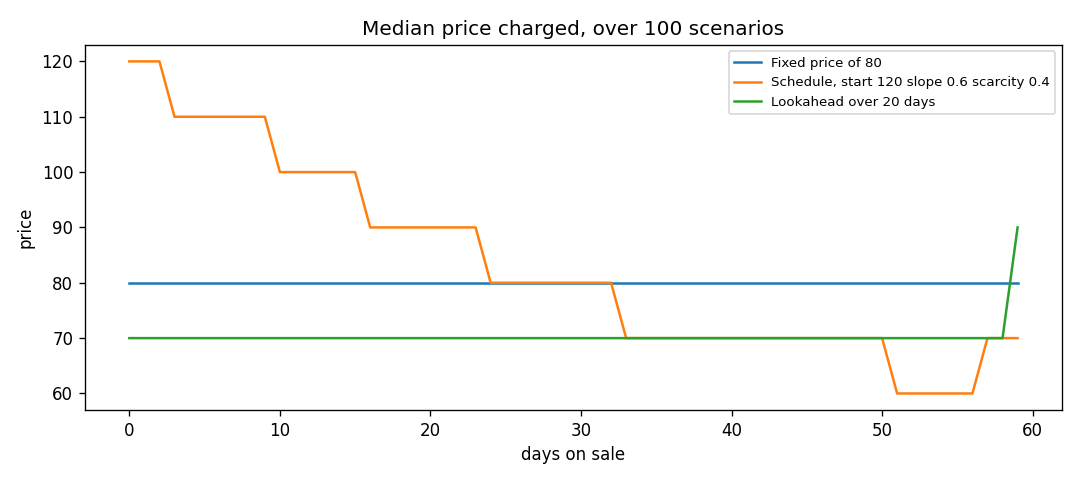 Median price charged, over 100 scenarios
Fixed price of 80
Schedule, start 120 slope 0.6 scarcity 0.4
Lookahead over 20 days
price
120
110
100
90
80
70
60
0 10 20 30 40 50 60
days on sale